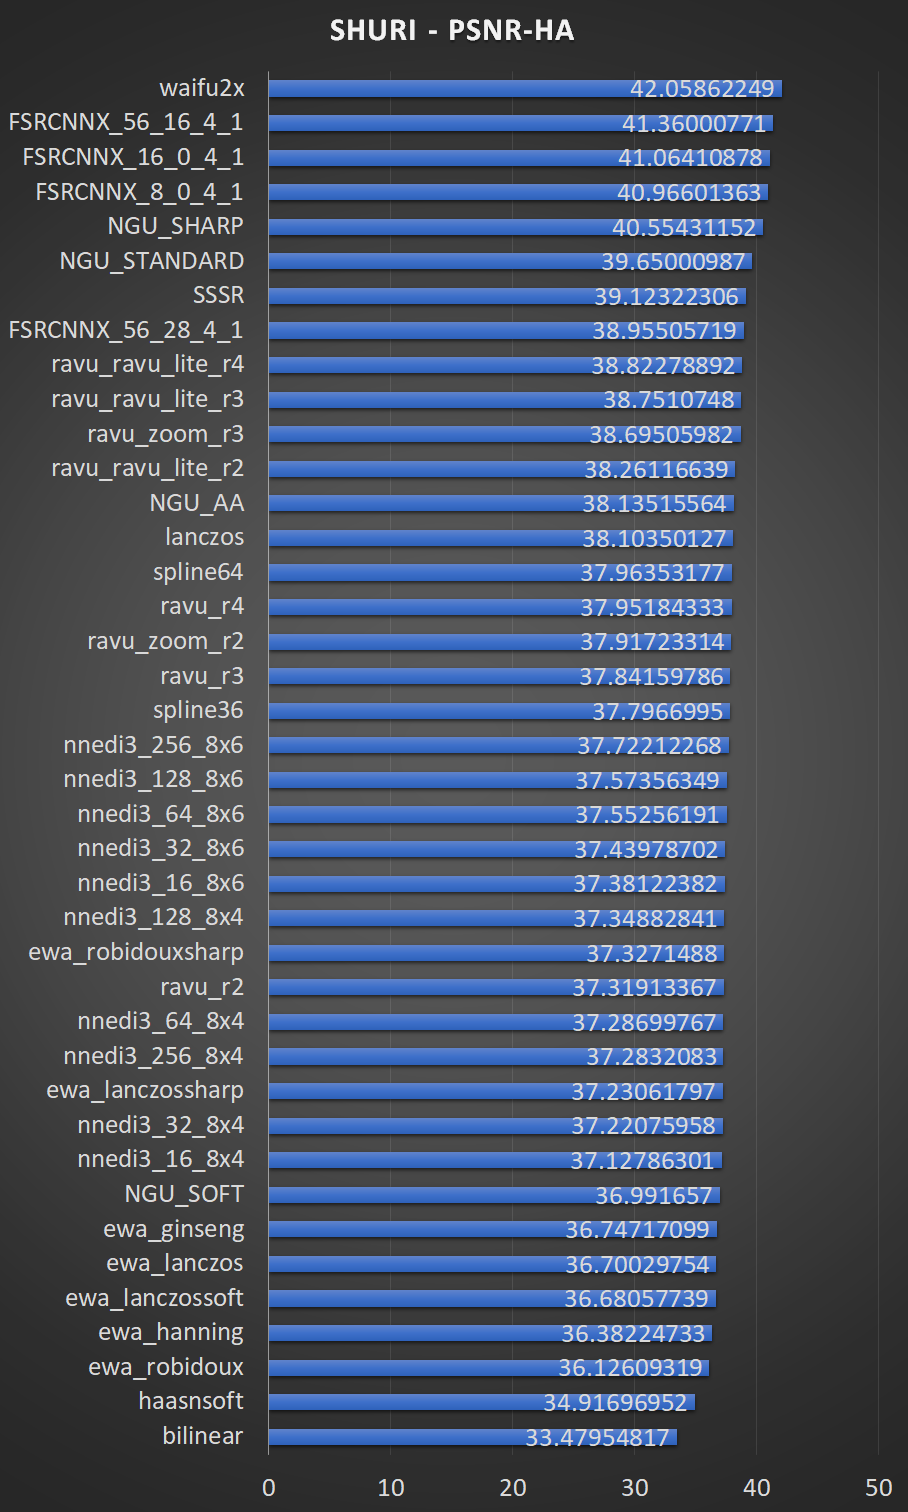 SHURI - PSNR-HA
waifu2x 42.05862249
FSRCNNX_56_16_4_1 41.36000771
FSRCNNX_16_0_4_1 41.06410878
FSRCNNX_8_0_4_1 40.96601363
NGU_SHARP 40.55431152
NGU_STANDARD 39.65000987
SSSR 39.12322306
FSRCNNX_56_28_4_1 38.95505719
ravu_ravu_lite_r4 38.82278892
ravu_ravu_lite_r3 38.7510748
ravu_zoom_r3 38.69505982
ravu_ravu_lite_r2 38.26116639
NGU_AA 38.13515564
lanczos 38.10350127
spline64 37.96353177
ravu_r4 37.95184333
ravu_zoom_r2 37.91723314
ravu_r3 37.84159786
spline36 37.7966995
nnedi3_256_8x6 37.72212268
nnedi3_128_8x6 37.57356349
nnedi3_64_8x6 37.55256191
nnedi3_32_8x6 37.43978702
nnedi3_16_8x6 37.38122382
nnedi3_128_8x4 37.34882841
ewa_robidouxsharp 37.3271488
ravu_r2 37.31913367
nnedi3_64_8x4 37.28699767
nnedi3_256_8x4 37.2832083
ewa_lanczossharp 37.23061797
nnedi3_32_8x4 37.22075958
nnedi3_16_8x4 37.12786301
NGU_SOFT 36.991657
ewa_ginseng 36.74717099
ewa_lanczos 36.70029754
ewa_lanczossoft 36.68057739
ewa_hanning 36.38224733
ewa_robidoux 36.12609319
haasnsoft 34.91696952
bilinear 33.47954817
0 10 20 30 40 50